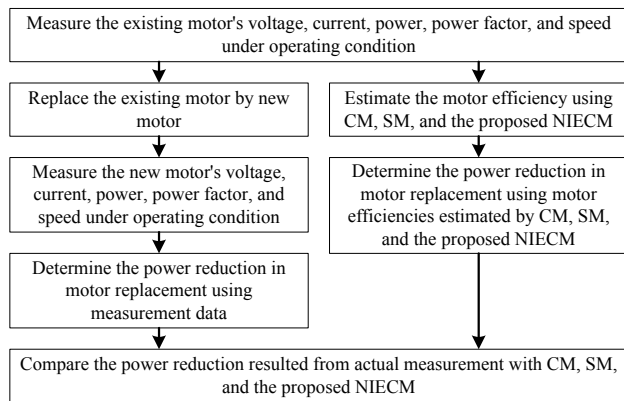 Measure the existing motor's voltage, current, power, power factor, and speed
under operating condition
Replace the existing motor by new
motor
Estimate the motor efficiency using
CM, SM, and the proposed NIECM
Measure the new motor's voltage,
current, power, power factor, and
speed under operating condition
Determine the power reduction in
motor replacement using motor
efficiencies estimated by CM, SM,
and the proposed NIECM
Determine the power reduction in
motor replacement using
measurement data
Compare the power reduction resulted from actual measurement with CM, SM,
and the proposed NIECM